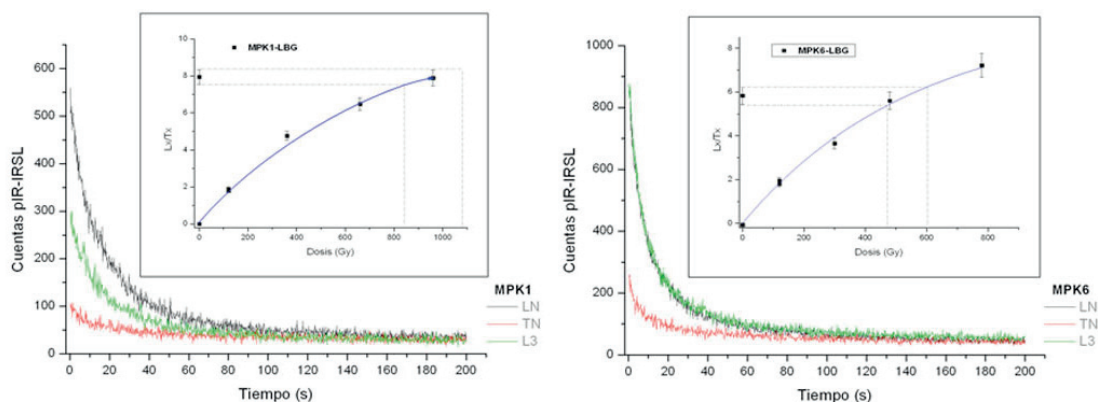 600
500
400
300
200
100
0
Cuentas pIR-IRSL
0 20 40 60 80 100 120 140 160 180 200
Tiempo (s)
MPK1
LN
TN
L3
MPK1-LBG
10
8
6
4
2
0
Lx/Tx
0 200 400 600 800 1000
Dosis (Gy)
1000
800
600
400
200
0
Cuentas pIR-IRSL
0 20 40 60 80 100 120 140 160 180 200
Tiempo (s)
MPK6
LN
TN
L3
MPK6-LBG
8
6
4
2
0
Lx/Tx
0 200 400 600 800
Dosis (Gy)